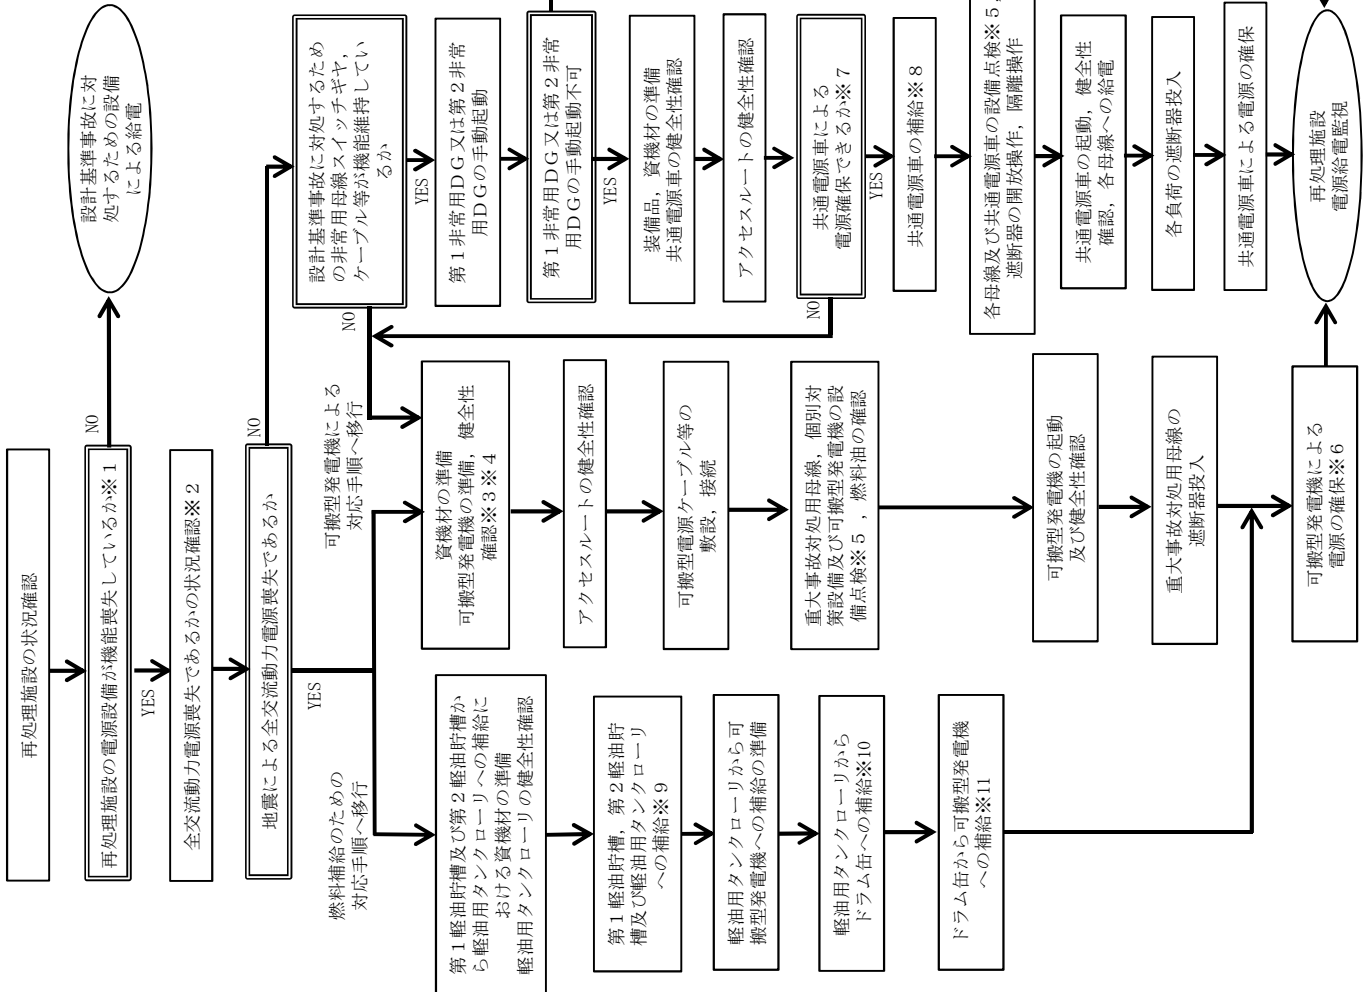 再処理施設の状況確認
再処理施設の電源設備が機能喪失しているか※１
NO
設計基準事故に対
処するための設備
による給電
YES
全交流動力電源喪失であるかの状況確認※２
地震による全交流動力電源喪失であるか
NO
YES
燃料補給のための
対応手順へ移行
第１軽油貯槽及び第２軽油貯槽か
ら軽油用タンクローリへの補給に
おける資機材の準備
軽油用タンクローリの健全性確認
第１軽油貯槽，第２軽油貯
槽及び軽油用タンクローリ
への補給※９
軽油用タンクローリから可
搬型発電機への補給の準備
軽油用タンクローリから
ドラム缶への補給※10
ドラム缶から可搬型発電機
への補給※11
可搬型発電機による
対応手順へ移行
資機材の準備
可搬型発電機の準備，健全性
確認※３※４
アクセスルートの健全性確認
可搬型電源ケーブル等の
敷設，接続
重大事故対処用母線，個別対
策設備及び可搬型発電機の設
備点検※５，燃料油の確認
可搬型発電機の起動
及び健全性確認
重大事故対処用母線の
遮断器投入
可搬型発電機による
電源の確保※６
設計基準事故に対処するため
の非常用母線スイッチギヤ，
ケーブル等が機能維持してい
るか
NO
YES
第１非常用ＤＧ又は第２非常
用ＤＧの手動起動
第１非常用ＤＧ又は第２非常
用ＤＧの手動起動不可
YES
装備品，資機材の準備
共通電源車の健全性確認
アクセスルートの健全性確認
共通電源車による
電源確保できるか※７
NO
YES
共通電源車の補給※８
各母線及び共通電源車の設備点検※５，
遮断器の開放操作，隔離操作
共通電源車の起動，健全性
確認，各母線への給電
各負荷の遮断器投入
共通電源車による電源の確保
再処理施設
電源給電監視